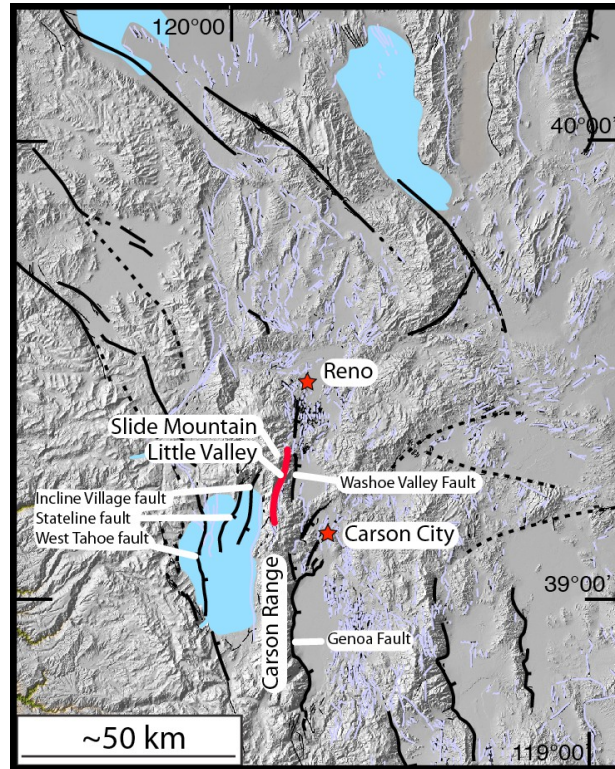 120°00'
40°00'
Reno
Slide Mountain
Little Valley
Incline Village fault
Washoe Valley Fault
Stateline fault
West Tahoe fault
Carson City
Carson Range
39°00'
Genoa Fault
~50 km
119°00'